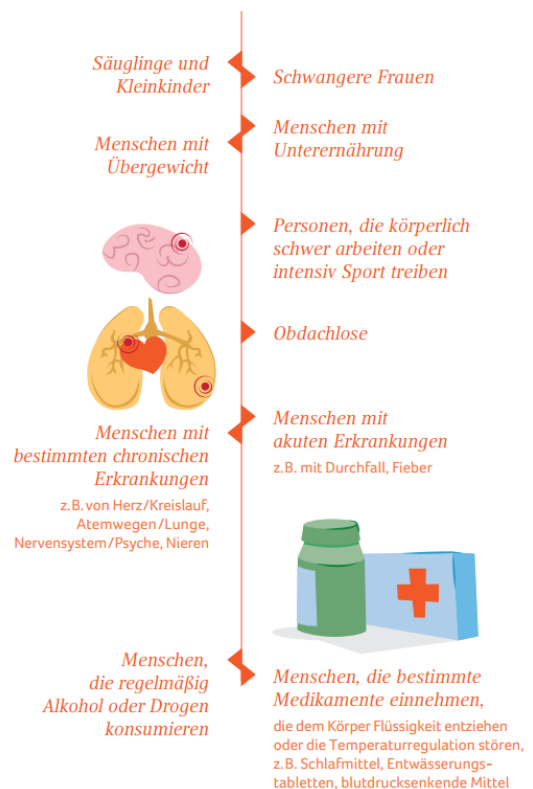 Säuglinge und
Kleinkinder
Schwangere Frauen
Menschen mit
Unterernährung
Menschen mit
Übergewicht
Personen, die körperlich
schwer arbeiten oder
intensiv Sport treiben
Obdachlose
Menschen mit
akuten Erkrankungen
z.B. mit Durchfall, Fieber
Menschen mit
bestimmten chronischen
Erkrankungen
z.B. von Herz/Kreislauf,
Atemwegen/Lunge,
Nervensystem/Psyche, Nieren
Menschen,
die regelmäßig
Alkohol oder Drogen
konsumieren
Menschen, die bestimmte
Medikamente einnehmen,
die dem Körper Flüssigkeit entziehen
oder die Temperaturregulation stören,
z.B. Schlafmittel, Entwässerungs-
tabletten, blutdrucksenkende Mittel